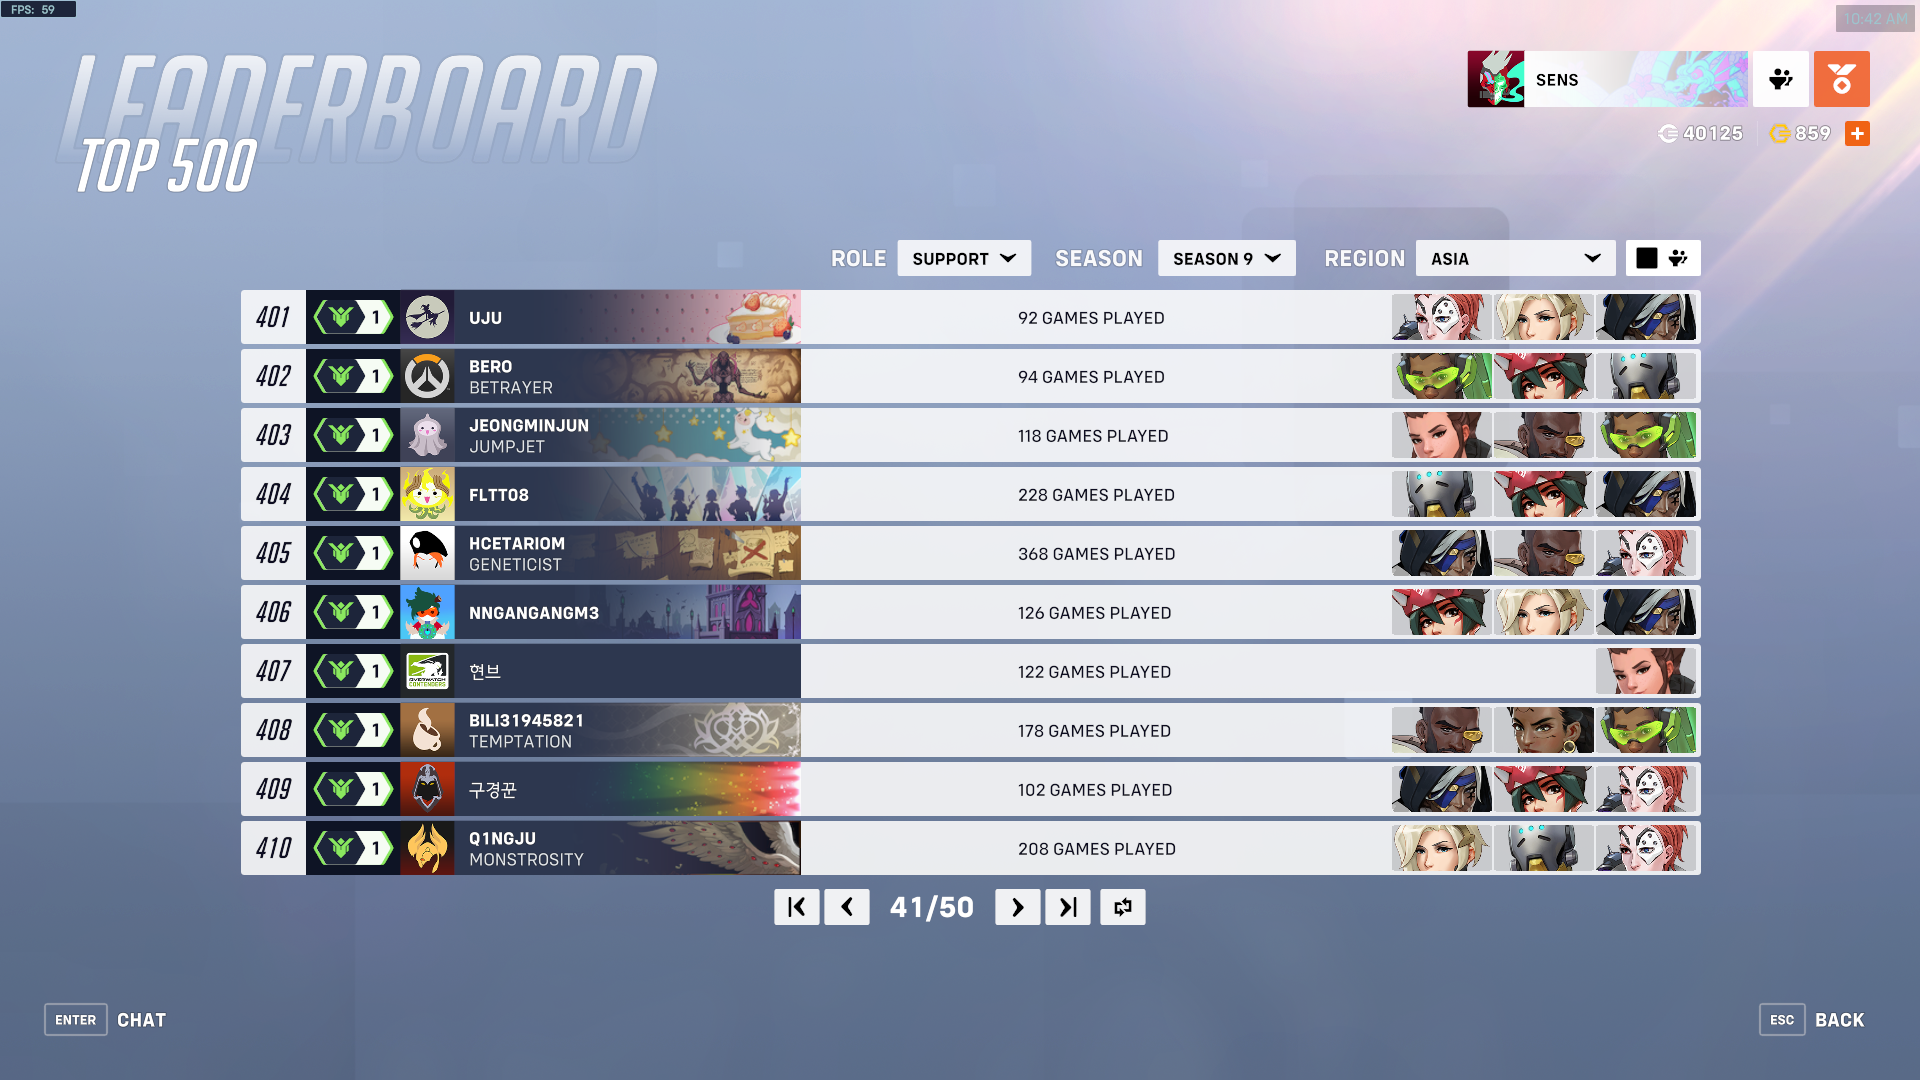 FPS: 59
10:42 AM
LEADERBOARD
TOP 500
SENS
40125
859
ROLE
SUPPORT
SEASON
SEASON 9
REGION
ASIA
401 1 UJU 92 GAMES PLAYED
402 1 BERO 94 GAMES PLAYED
BETRAYER
403 1 JEONGMINJUN 118 GAMES PLAYED
JUMPJET
404 1 FLTT08 228 GAMES PLAYED
405 1 HCETARIOM 368 GAMES PLAYED
GENETICIST
406 1 NNGANGANGM3 126 GAMES PLAYED
407 1 현브 122 GAMES PLAYED
OVERWATCH
CONTENDERS
408 1 BILI31945821 178 GAMES PLAYED
TEMPTATION
409 1 구경꾼 102 GAMES PLAYED
410 1 Q1NGJU 208 GAMES PLAYED
MONSTROSITY
41/50
ENTER CHAT
ESC BACK